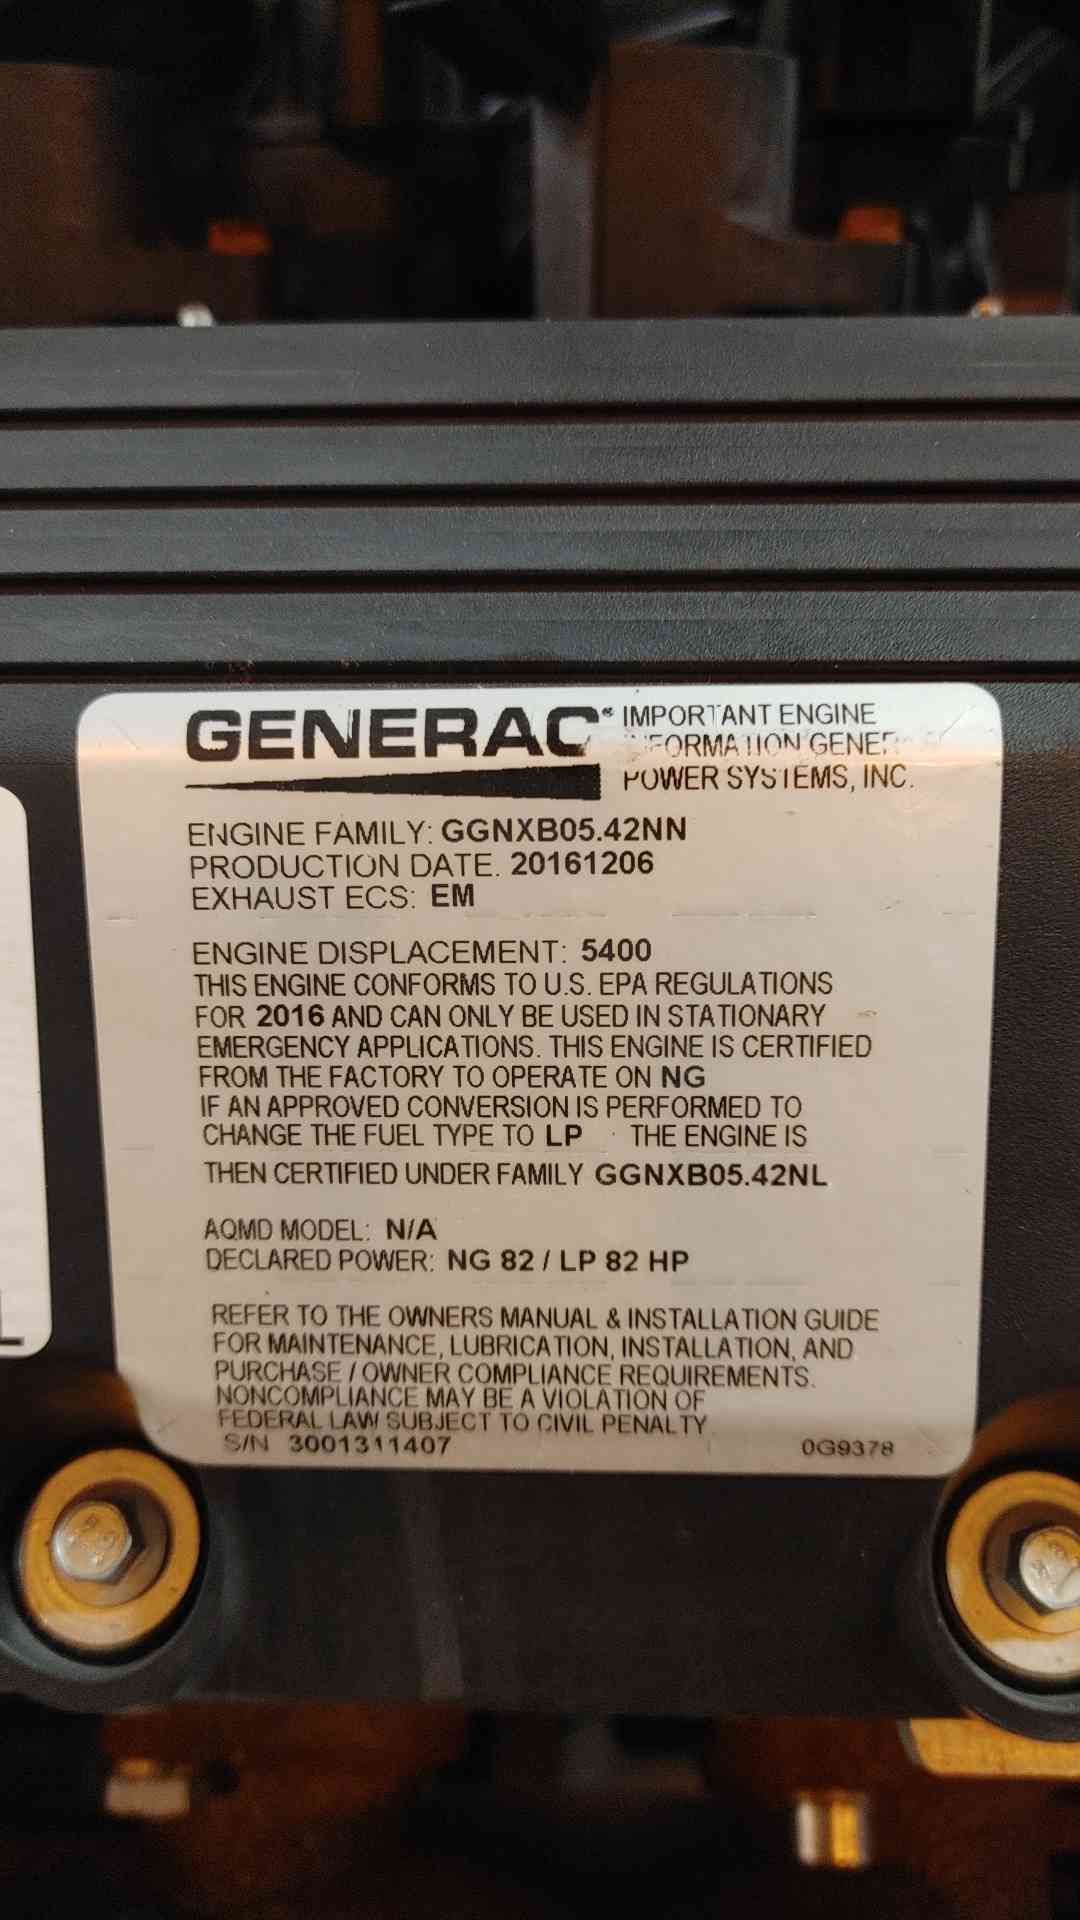 GENERAC
IMPORTANT ENGINE
POWER SYSTEMS, INC.
ENGINE FAMILY: GGNXB05.42NN
PRODUCTION DATE: 20161206
EXHAUST ECS: EM
ENGINE DISPLACEMENT: 5400
THIS ENGINE CONFORMS TO U.S. EPA REGULATIONS
FOR 2016 AND CAN ONLY BE USED IN STATIONARY
EMERGENCY APPLICATIONS. THIS ENGINE IS CERTIFIED
FROM THE FACTORY TO OPERATE ON NG
IF AN APPROVED CONVERSION IS PERFORMED TO
CHANGE THE FUEL TYPE TO LP THE ENGINE IS
THEN CERTIFIED UNDER FAMILY GGNXB05.42NL
AQMD MODEL: N/A
DECLARED POWER: NG 82 / LP 82 HP
REFER TO THE OWNERS MANUAL & INSTALLATION GUIDE
FOR MAINTENANCE, LUBRICATION, INSTALLATION, AND
PURCHASE / OWNER COMPLIANCE REQUIREMENTS.
NONCOMPLIANCE MAY BE A VIOLATION OF
FEDERAL LAW SUBJECT TO CIVIL PENALTY
S/N 3001311407
0G9378